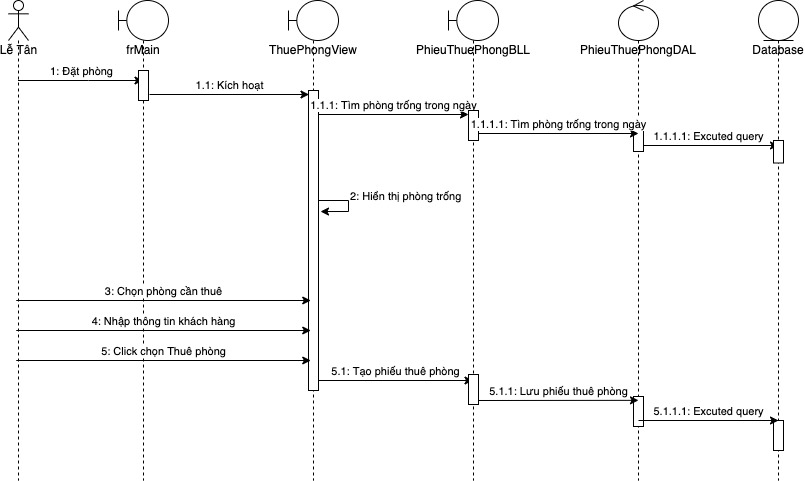 Lễ Tân
frMain
ThuePhongView
PhieuThuePhongBLL
PhieuThuePhongDAL
Database
1: Đặt phòng
1.1: Kích hoạt
1.1.1: Tìm phòng trống trong ngày
1.1.1.1: Tìm phòng trống trong ngày
1.1.1.1: Excuted query
2: Hiển thị phòng trống
3: Chọn phòng cần thuê
4: Nhập thông tin khách hàng
5: Click chọn Thuê phòng
5.1: Tạo phiếu thuê phòng
5.1.1: Lưu phiếu thuê phòng
5.1.1.1: Excuted query